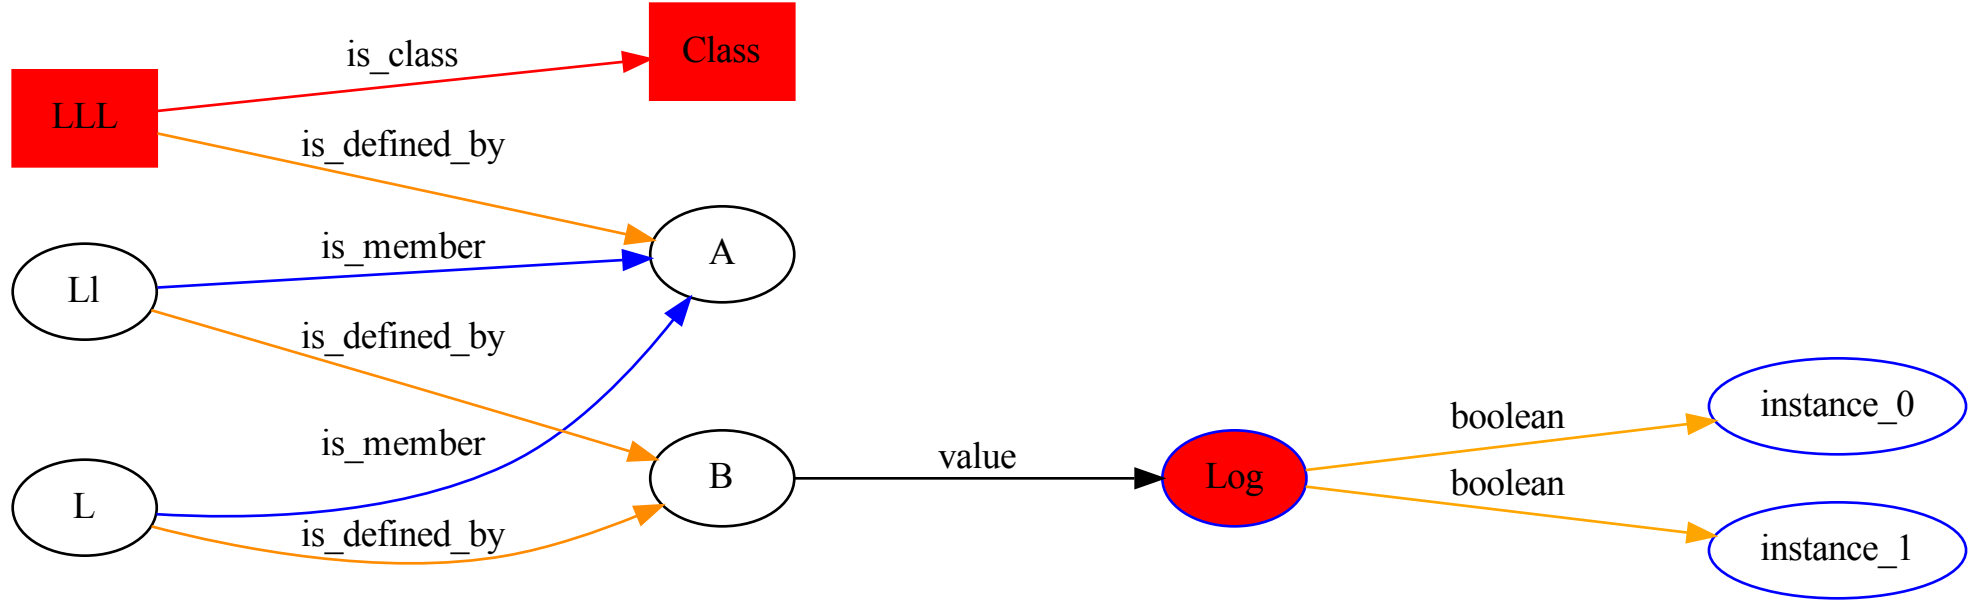 is_class
Class
LLL
is_defined_by
is_member
A
Ll
is_defined_by
is_member
L
is_defined_by
B
value
Log
boolean
instance_0
boolean
instance_1